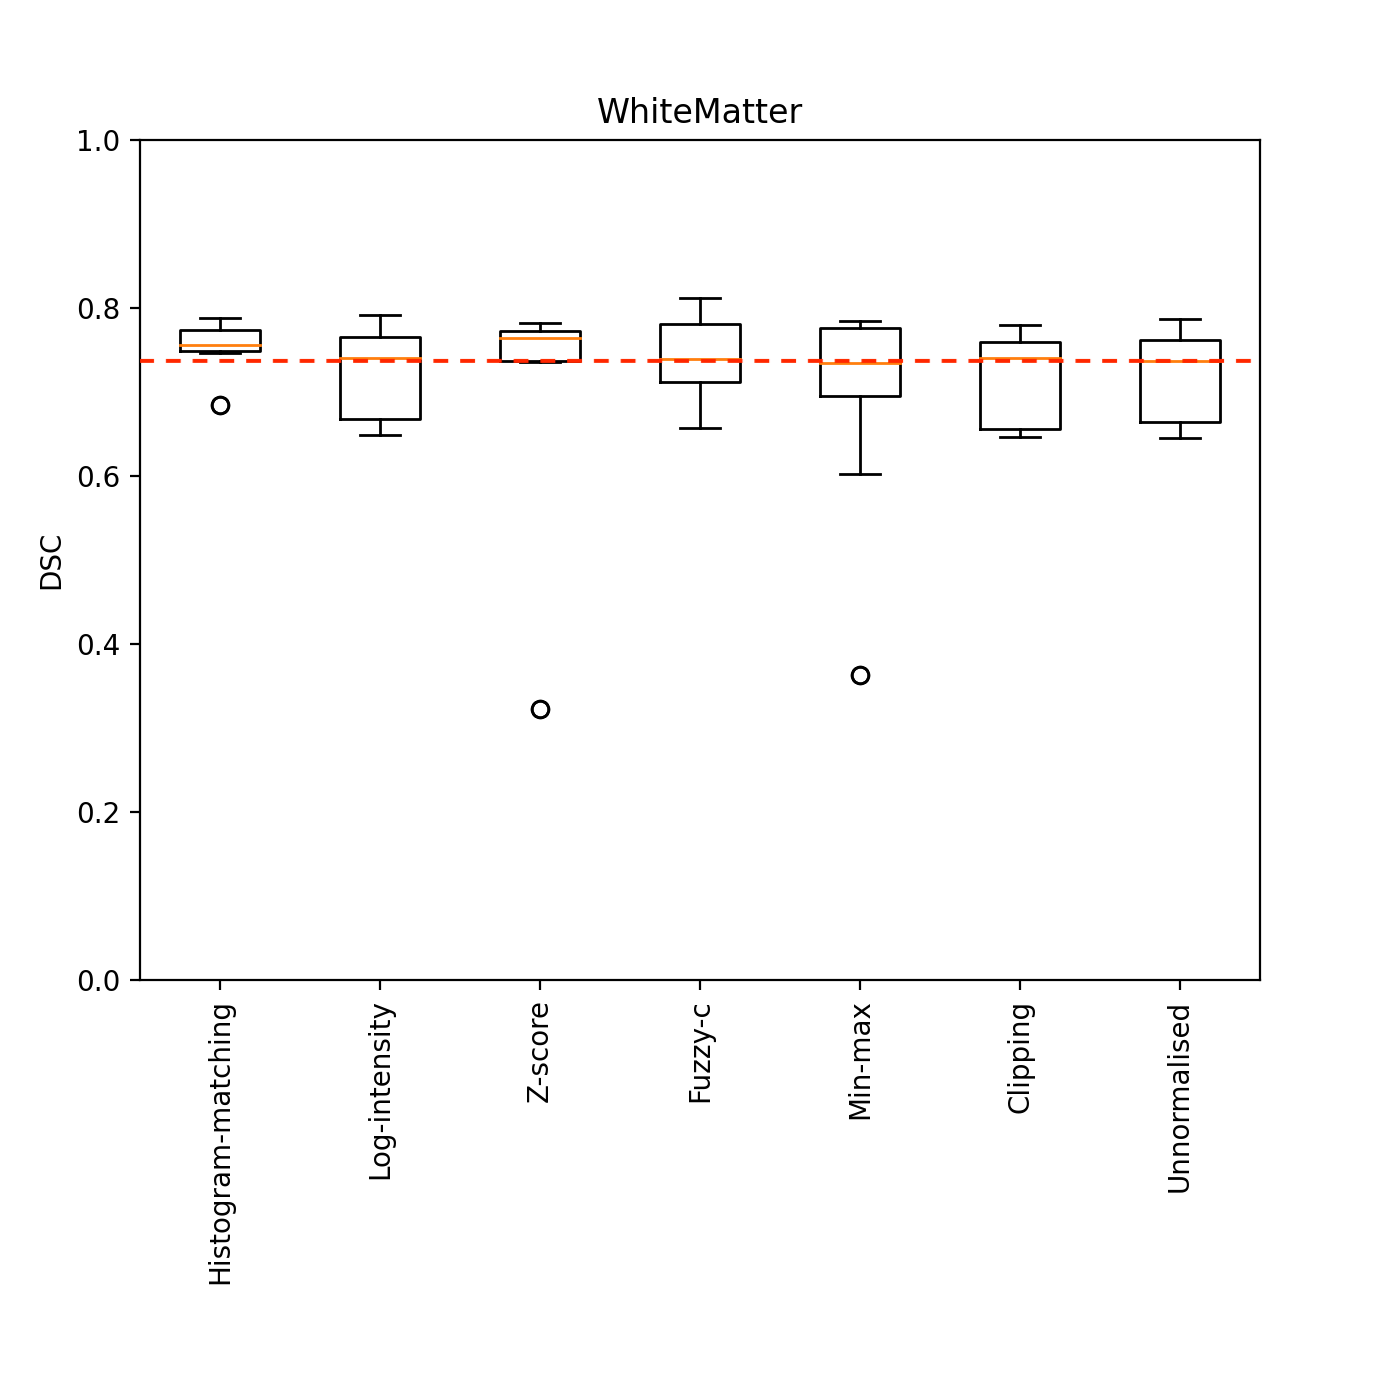 WhiteMatter
1.0
0.8
0.6
0.4
0.2
0.0
DSC
Histogram-matching
Log-intensity
Z-score
Fuzzy-c
Min-max
Clipping
Unnormalised